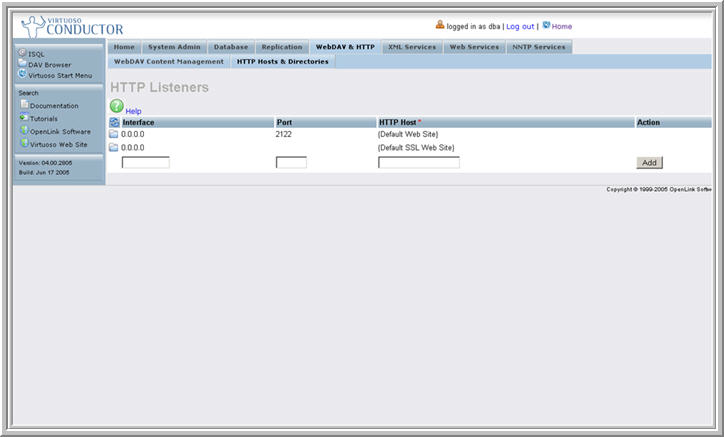 VIRTUOSO
CONDUCTOR
logged in as dba | Log out | Home
Home System Admin Database Replication WebDAV & HTTP XML Services Web Services NNTP Services
WebDAV Content Management HTTP Hosts & Directories
ISQL
DAV Browser
Virtuoso Start Menu
Search
Documentation
Tutorials
OpenLink Software
Virtuoso Web Site
Version: 04.00.2805
Build: Jun 17 2005
HTTP Listeners
Help
Interface Port HTTP Host * Action
0.0.0.0 2122 {Default Web Site}
0.0.0.0 {Default SSL Web Site}
Add
Copyright © 1999-2005 OpenLink Softw